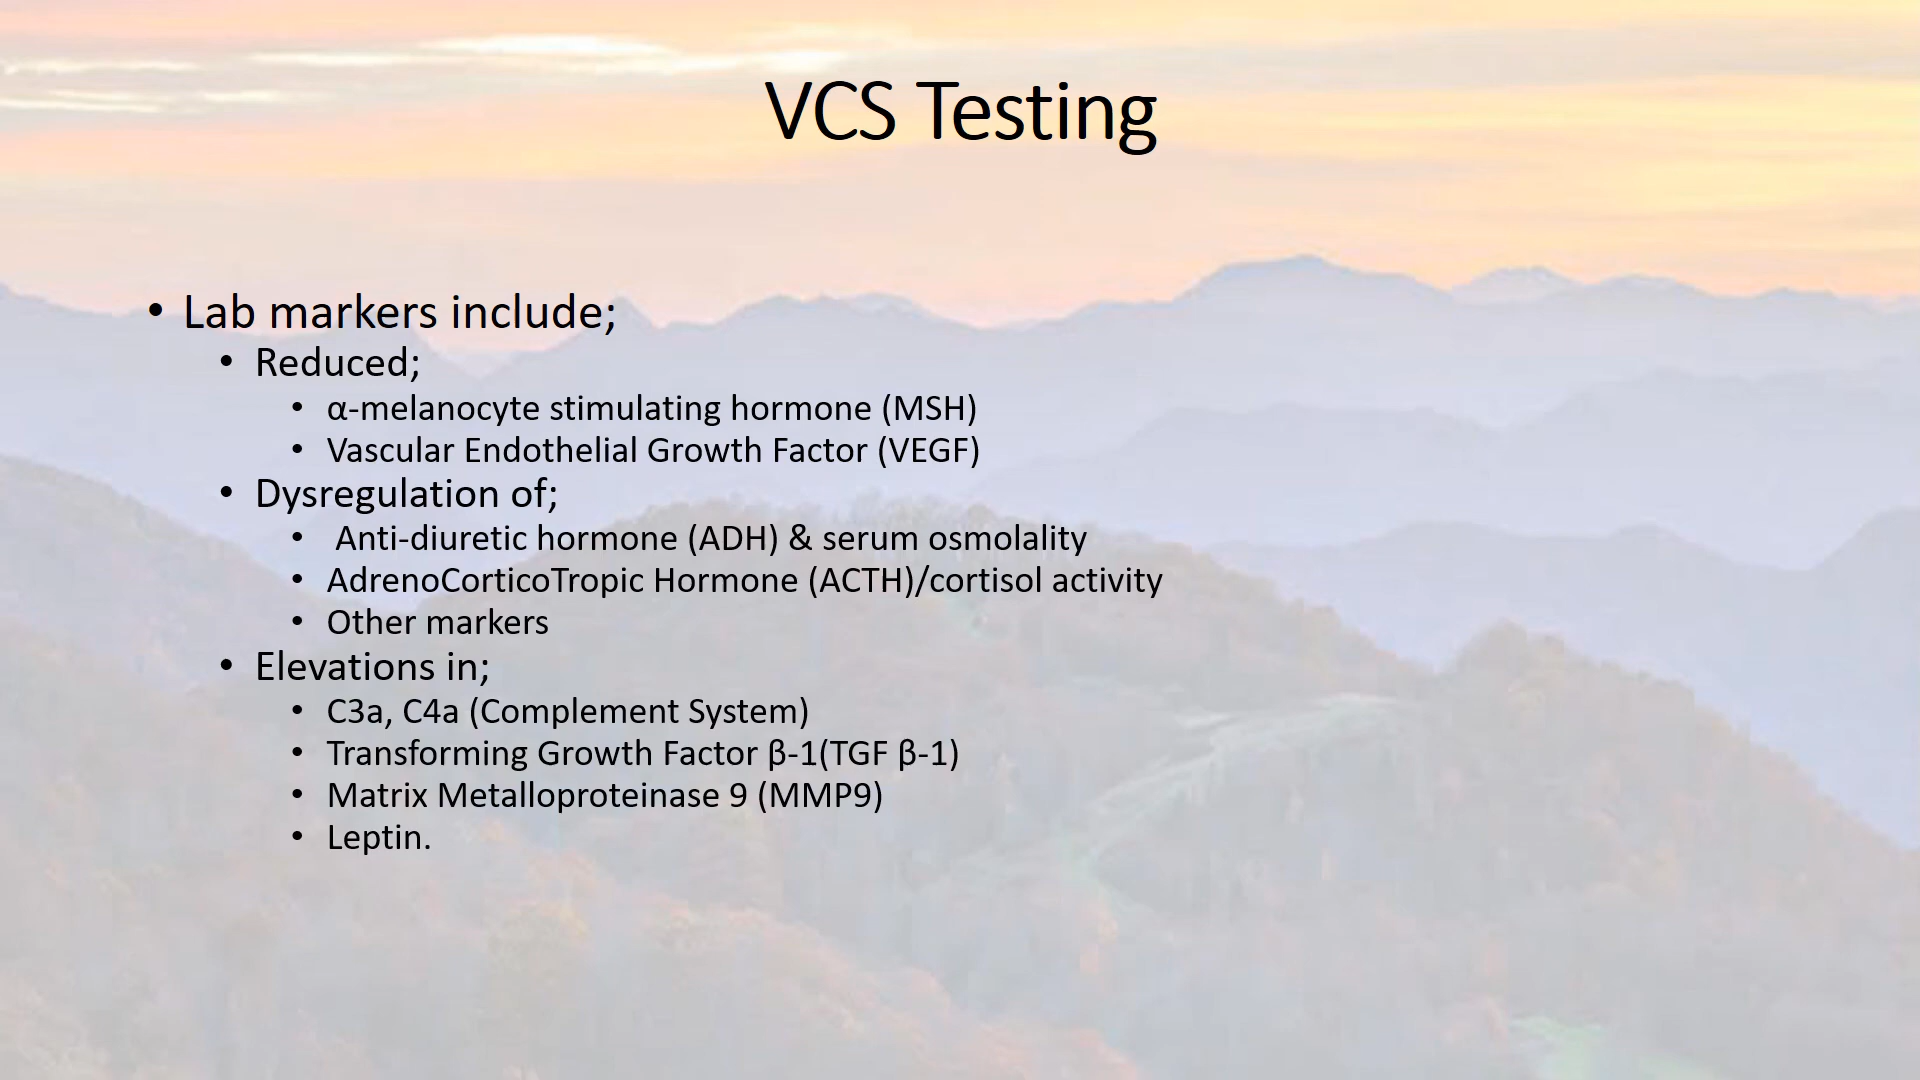 VCS Testing
• Lab markers include;
• Reduced;
• α-melanocyte stimulating hormone (MSH)
• Vascular Endothelial Growth Factor (VEGF)
• Dysregulation of;
• Anti-diuretic hormone (ADH) & serum osmolality
• AdrenoCorticoTropic Hormone (ACTH)/cortisol activity
• Other markers
• Elevations in;
• C3a, C4a (Complement System)
• Transforming Growth Factor β-1(TGF β-1)
• Matrix Metalloproteinase 9 (MMP9)
• Leptin.